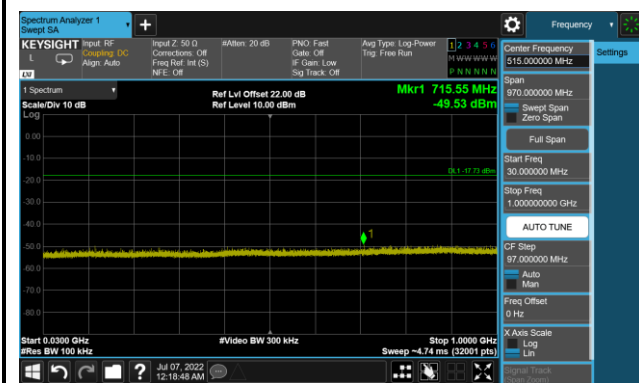 Spectrum Analyzer 1
Swept SA
+
Frequency
KEYSIGHT
L
Input: RF
Coupling: DC
Align: Auto
Input Z: 50 Ω
Corrections: Off
Freq Ref: Int (S)
NFE: Off
#Atten: 20 dB
PNO: Fast
Gate: Off
IF Gain: Low
Sig Track: Off
Avg Type: Log-Power
Trig: Free Run
1 2 3 4 5 6
M W W W W W
P N N N N N
1 Spectrum
Scale/Div 10 dB
Log
Ref Lvl Offset 22.00 dB
Ref Level 10.00 dBm
Mkr1 715.55 MHz
-49.53 dBm
0.00
-10.0
DL1 -17.73 dBm
-20.0
-30.0
-40.0
1
-50.0
-60.0
-70.0
-80.0
Start 0.0300 GHz
#Res BW 100 kHz
#Video BW 300 kHz
Stop 1.0000 GHz
Sweep ~4.74 ms (32001 pts)
?
Jul 07, 2022
12:18:48 AM
Center Frequency
515.000000 MHz
Settings
Span
970.000000 MHz
Swept Span
Zero Span
Full Span
Start Freq
30.000000 MHz
Stop Freq
1.000000000 GHz
AUTO TUNE
CF Step
97.000000 MHz
Auto
Man
Freq Offset
0 Hz
X Axis Scale
Log
Lin
Signal Track
(Span Zoom)